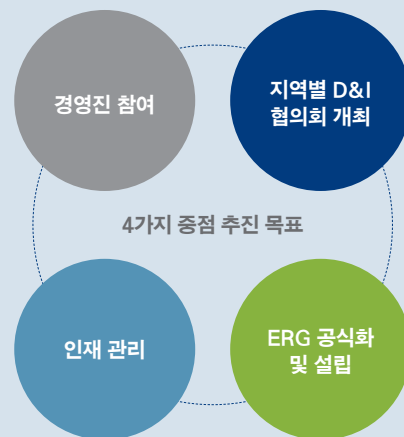 경영진 참여
지역별 D&I
협의회 개최
4가지 중점 추진 목표
인재 관리
ERG 공식화
및 설립